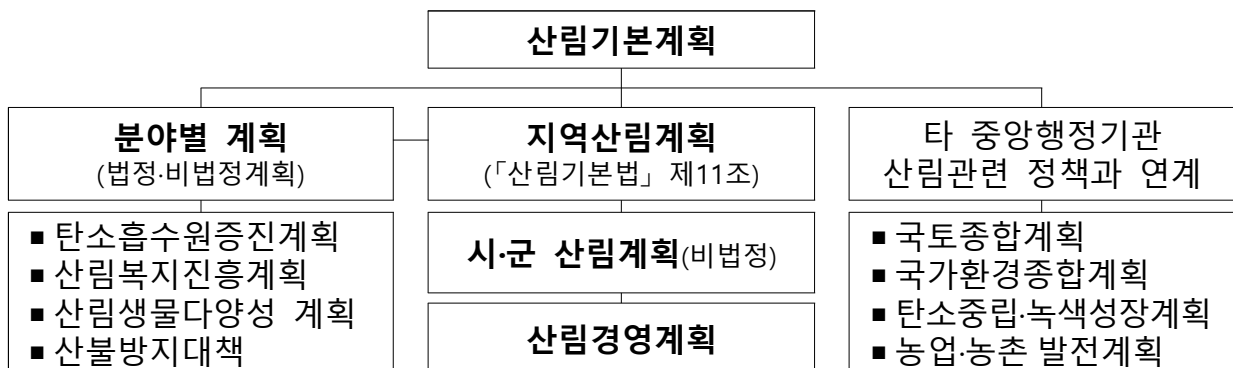 산림기본계획
분야별 계획
(법정·비법정계획)
지역산림계획
(「산림기본법」 제11조)
타 중앙행정기관
산림관련 정책과 연계
■ 탄소흡수원증진계획
■ 산림복지진흥계획
■ 산림생물다양성 계획
■ 산불방지대책
시·군 산림계획(비법정)
산림경영계획
■ 국토종합계획
■ 국가환경종합계획
■ 탄소중립·녹색성장계획
■ 농업·농촌 발전계획